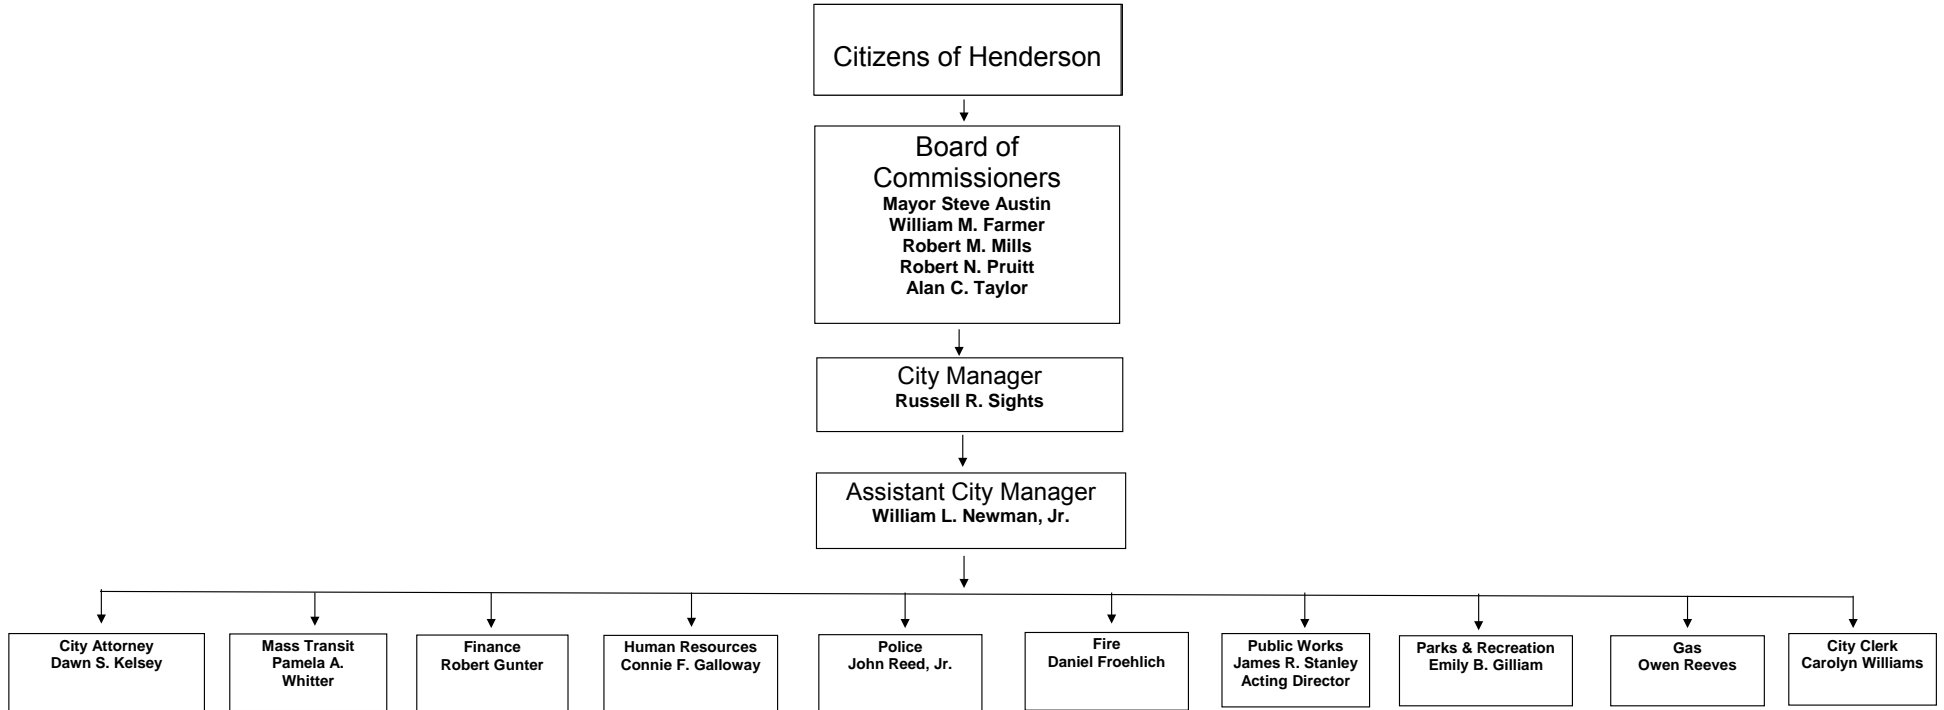 Citizens of Henderson
Board of
Commissioners
Mayor Steve Austin
William M. Farmer
Robert M. Mills
Robert N. Pruitt
Alan C. Taylor
City Manager
Russell R. Sights
Assistant City Manager
William L. Newman, Jr.
City Attorney
Dawn S. Kelsey
Mass Transit
Pamela A.
Whitter
Finance
Robert Gunter
Human Resources
Connie F. Galloway
Police
John Reed, Jr.
Fire
Daniel Froehlich
Public Works
James R. Stanley
Acting Director
Parks & Recreation
Emily B. Gilliam
Gas
Owen Reeves
City Clerk
Carolyn Williams